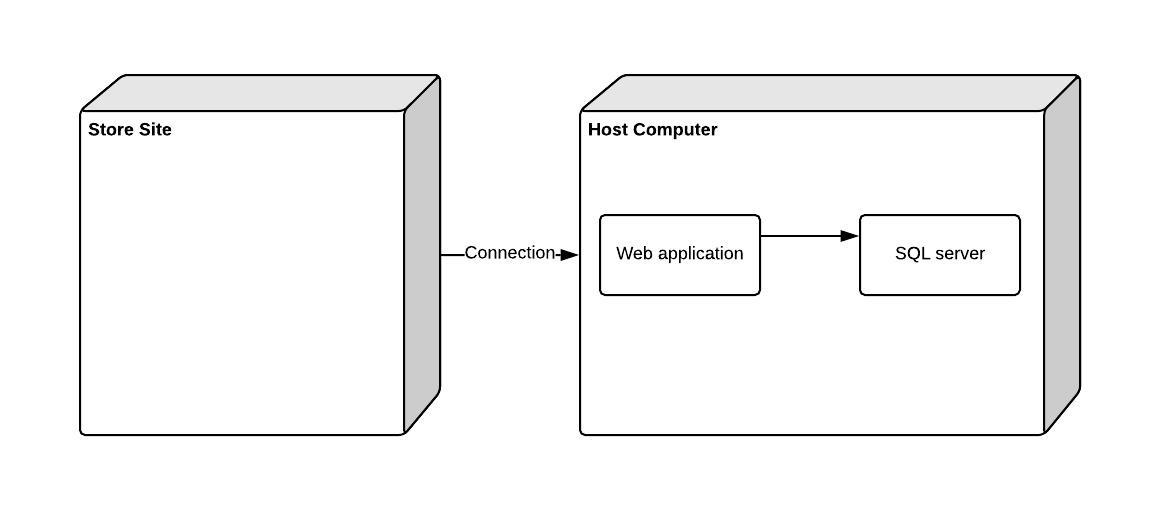 Store Site
Host Computer
Connection
Web application
SQL server